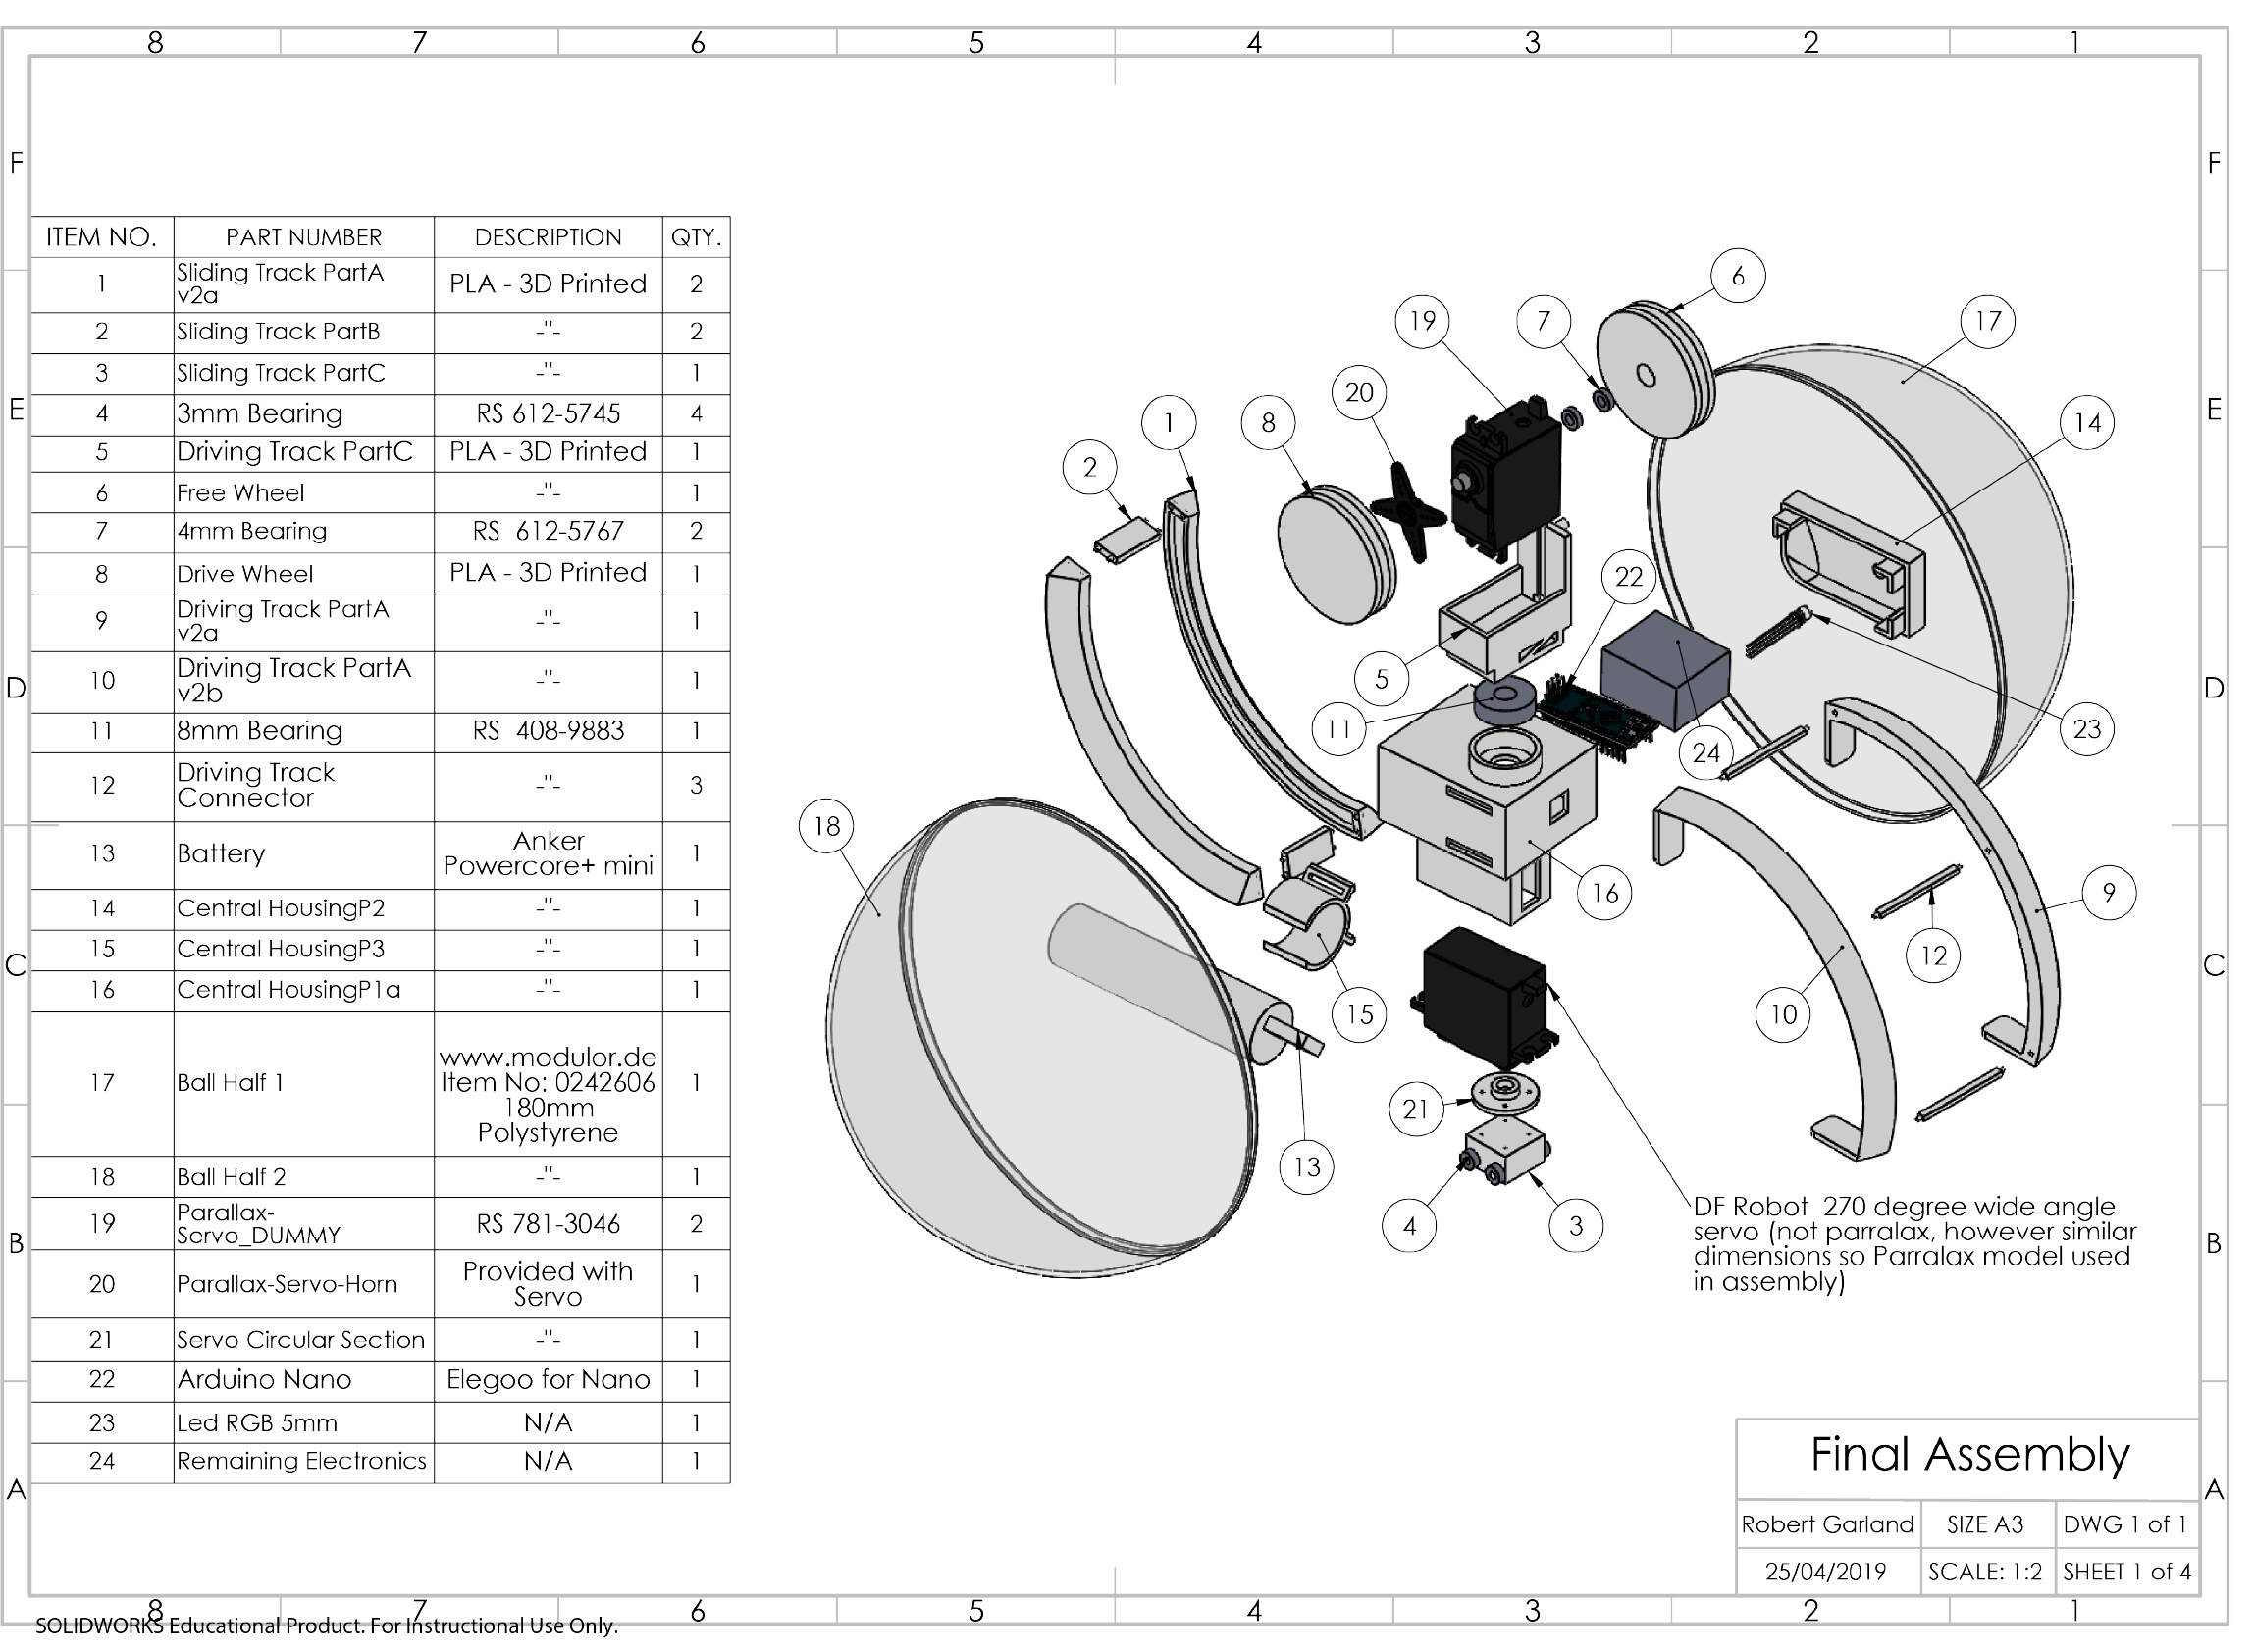 8 7 6 5 4 3 2 1
F F
E E
D D
C C
B B
A A
ITEM NO. PART NUMBER DESCRIPTION QTY.
1 Sliding Track PartA v2a PLA - 3D Printed 2
2 Sliding Track PartB -"- 2
3 Sliding Track PartC -"- 1
4 3mm Bearing RS 612-5745 4
5 Driving Track PartC PLA - 3D Printed 1
6 Free Wheel -"- 1
7 4mm Bearing RS 612-5767 2
8 Drive Wheel PLA - 3D Printed 1
9 Driving Track PartA v2a -"- 1
10 Driving Track PartA v2b -"- 1
11 8mm Bearing RS 408-9883 1
12 Driving Track Connector -"- 3
13 Battery Anker Powercore+ mini 1
14 Central HousingP2 -"- 1
15 Central HousingP3 -"- 1
16 Central HousingP1a -"- 1
17 Ball Half 1 www.modulor.de Item No: 0242606 180mm Polystyrene 1
18 Ball Half 2 -"- 1
19 Parallax-Servo_DUMMY RS 781-3046 2
20 Parallax-Servo-Horn Provided with Servo 1
21 Servo Circular Section -"- 1
22 Arduino Nano Elegoo for Nano 1
23 Led RGB 5mm N/A 1
24 Remaining Electronics N/A 1
6
19
7
17
20
1
8
14
2
22
5
11
24
23
18
16
9
12
15
10
21
13
4
3
DF Robot 270 degree wide angle
servo (not parralax, however similar
dimensions so Parralax model used
in assembly)
Final Assembly
Robert Garland SIZE A3 DWG 1 of 1
25/04/2019 SCALE: 1:2 SHEET 1 of 4
8 7 6 5 4 3 2 1
SOLIDWORKS Educational Product. For Instructional Use Only.